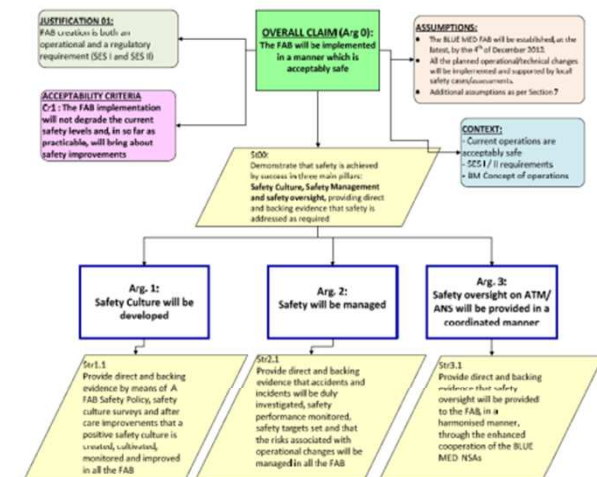 JUSTIFICATION 01:
FAB creation is both an
operational and a regulatory
requirement (SES I and SES II)
OVERALL CLAIM (Arg 0):
The FAB will be implemented
in a manner which is
acceptably safe
ASSUMPTIONS:
• The BLUE MED FAB will be established, at the
latest, by the 4th of December 2012.
• All the planned operational/technical changes
will be implemented and supported by local
safety cases/assessments.
• Additional assumptions as per Section 7
ACCEPTABILITY CRITERIA
Cr1 : The FAB implementation
will not degrade the current
safety levels and, in so far as
practicable, will bring about
safety improvements
CONTEXT:
- Current operations are
acceptably safe
- SES I / II requirements
- BM Concept of operations
St00:
Demonstrate that safety is achieved
by success in three main pillars:
Safety Culture, Safety Management
and safety oversight, providing direct
and backing evidence that safety is
addressed as required
Arg. 1:
Safety Culture will be
developed
Arg. 2:
Safety will be managed
Arg. 3:
Safety oversight on ATM/
ANS will be provided in a
coordinated manner
Str1.1
Provide direct and backing
evidence by means of A
FAB Safety Policy, safety
culture surveys and after
care improvements that a
positive safety culture is
created, cultivated,
monitored and improved
in all the FAB
Str2.1
Provide direct and backing
evidence that accidents and
incidents will be duly
investigated, safety
performance monitored,
safety targets set and that
the risks associated with
operational changes will be
managed in all the FAB
Str3.1
Provide direct and backing
evidence that safety
oversight will be provided
to the FAB, in a
harmonised manner,
through the enhanced
cooperation of the BLUE
MED NSAs